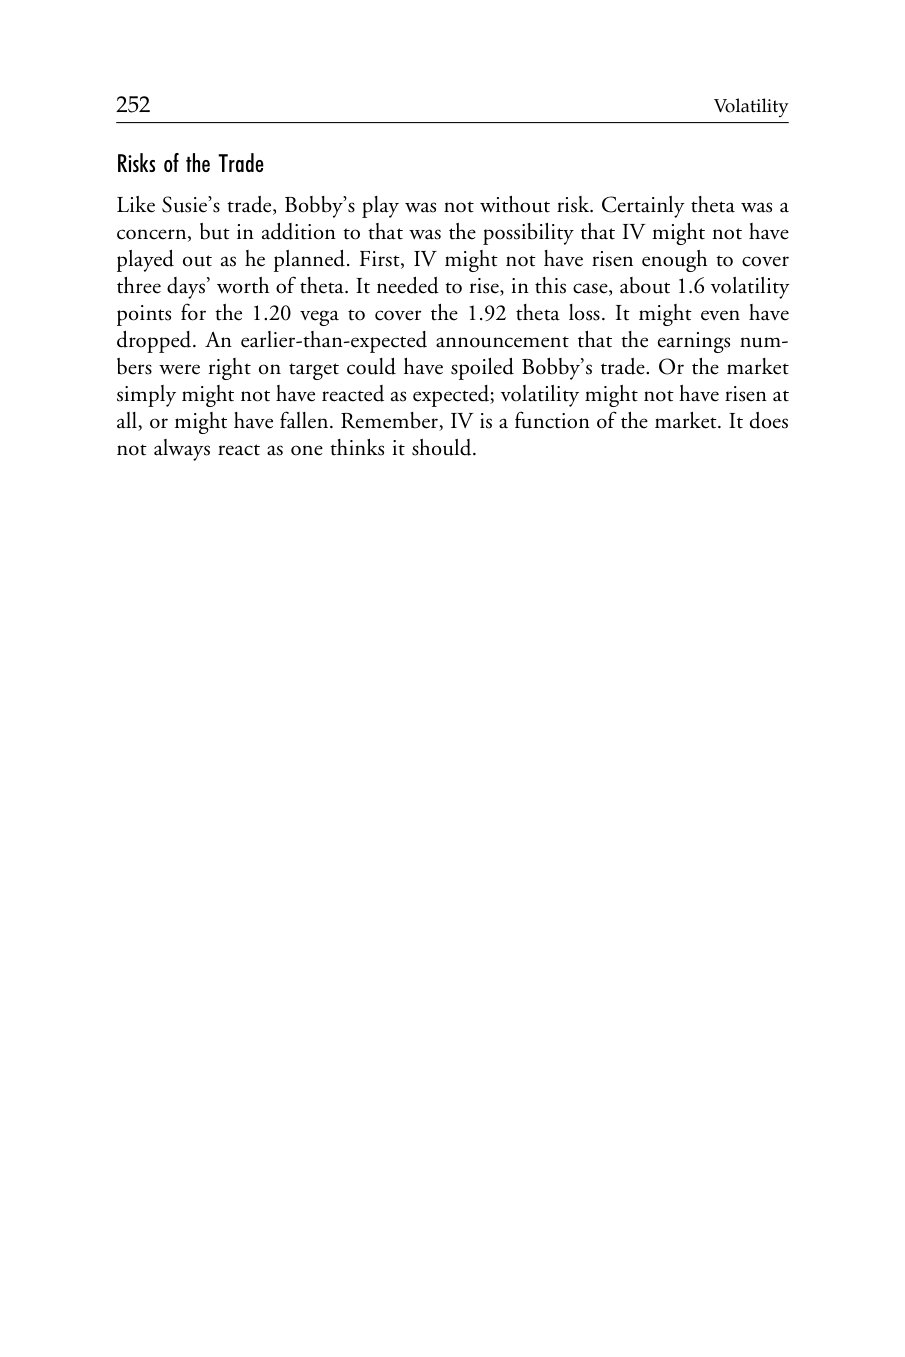 252 Volatility
Risks of the Trade
Like Susie’s trade, Bobby’s play was not without risk. Certainly theta was a
concern, but in addition to that was the possibility that IV might not have
played out as he planned. First, IV might not have risen enough to cover
three days’ worth of theta. It needed to rise, in this case, about 1.6 volatility
points for the 1.20 vega to cover the 1.92 theta loss. It might even have
dropped. An earlier-than-expected announcement that the earnings num-
bers were right on target could have spoiled Bobby’s trade. Or the market
simply might not have reacted as expected; volatility might not have risen at
all, or might have fallen. Remember, IV is a function of the market. It does
not always react as one thinks it should.